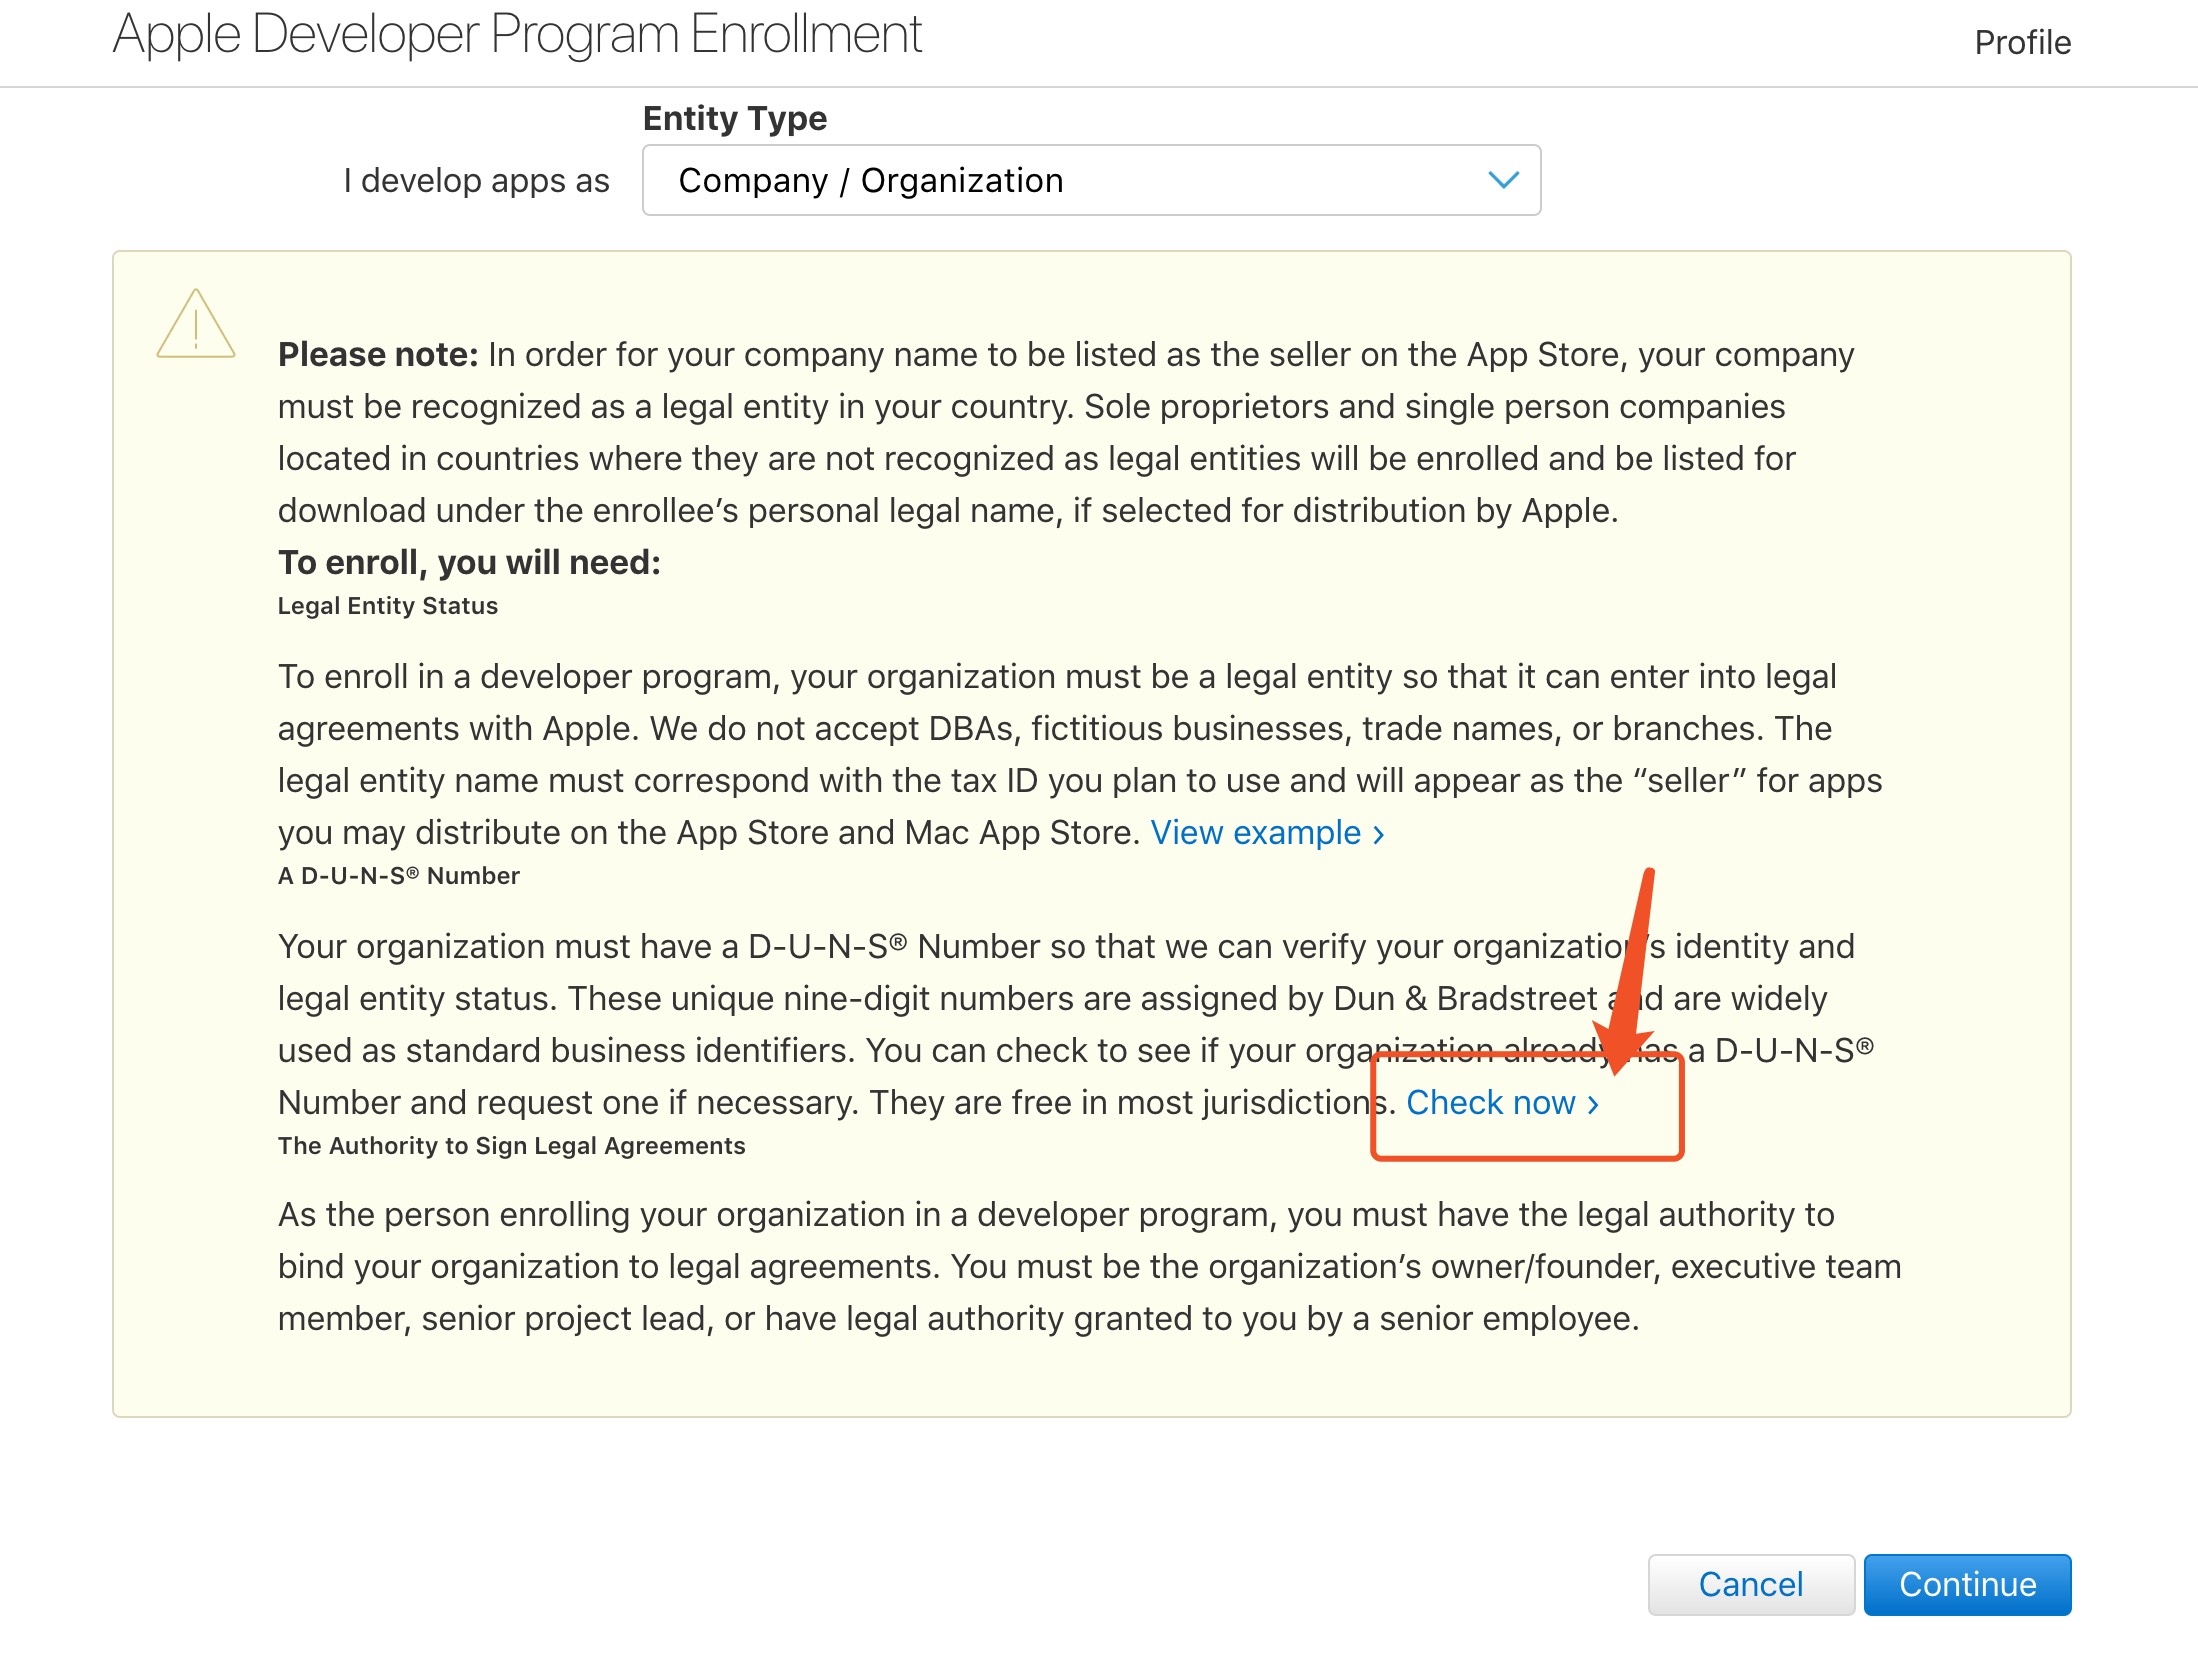 Apple Developer Program Enrollment
Profile
Entity Type
I develop apps as
Company / Organization
Please note: In order for your company name to be listed as the seller on the App Store, your company
must be recognized as a legal entity in your country. Sole proprietors and single person companies
located in countries where they are not recognized as legal entities will be enrolled and be listed for
download under the enrollee’s personal legal name, if selected for distribution by Apple.
To enroll, you will need:
Legal Entity Status
To enroll in a developer program, your organization must be a legal entity so that it can enter into legal
agreements with Apple. We do not accept DBAs, fictitious businesses, trade names, or branches. The
legal entity name must correspond with the tax ID you plan to use and will appear as the “seller” for apps
you may distribute on the App Store and Mac App Store. View example ›
A D-U-N-S® Number
Your organization must have a D-U-N-S® Number so that we can verify your organization’s identity and
legal entity status. These unique nine-digit numbers are assigned by Dun & Bradstreet and are widely
used as standard business identifiers. You can check to see if your organization already has a D-U-N-S®
Number and request one if necessary. They are free in most jurisdictions. Check now ›
The Authority to Sign Legal Agreements
As the person enrolling your organization in a developer program, you must have the legal authority to
bind your organization to legal agreements. You must be the organization’s owner/founder, executive team
member, senior project lead, or have legal authority granted to you by a senior employee.
Cancel
Continue